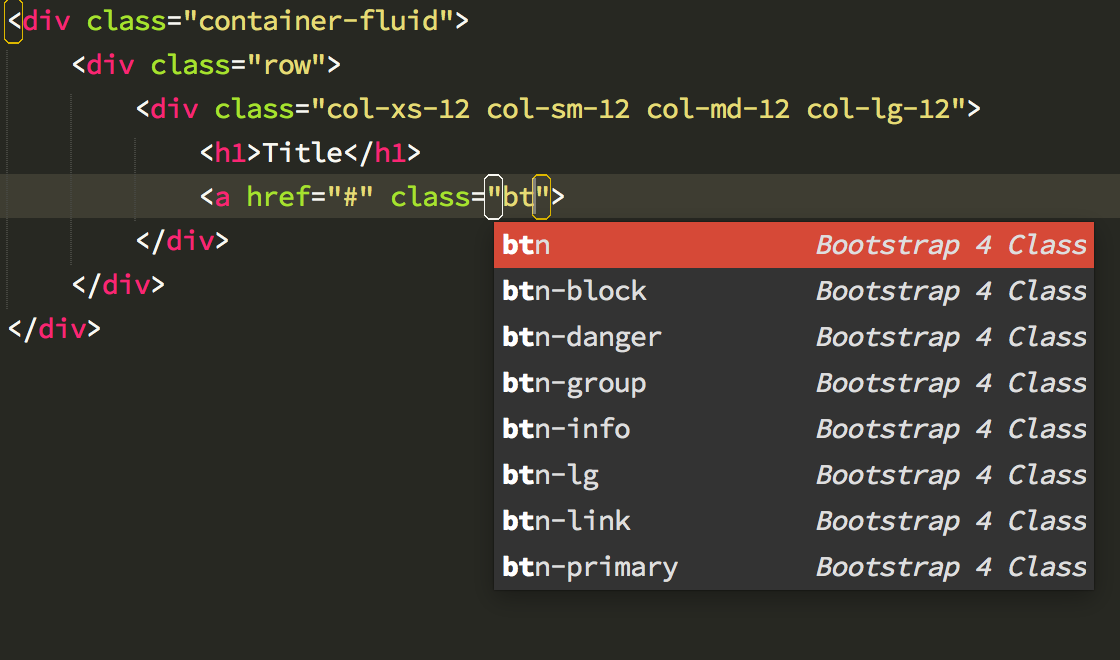 <div class="container-fluid">
<div class="row">
<div class="col-xs-12 col-sm-12 col-md-12 col-lg-12">
<h1>Title</h1>
<a href="#" class="bt">
btn Bootstrap 4 Class
</div>
btn-block Bootstrap 4 Class
</div>
btn-danger Bootstrap 4 Class
</div>
btn-group Bootstrap 4 Class
btn-info Bootstrap 4 Class
btn-lg Bootstrap 4 Class
btn-link Bootstrap 4 Class
btn-primary Bootstrap 4 Class